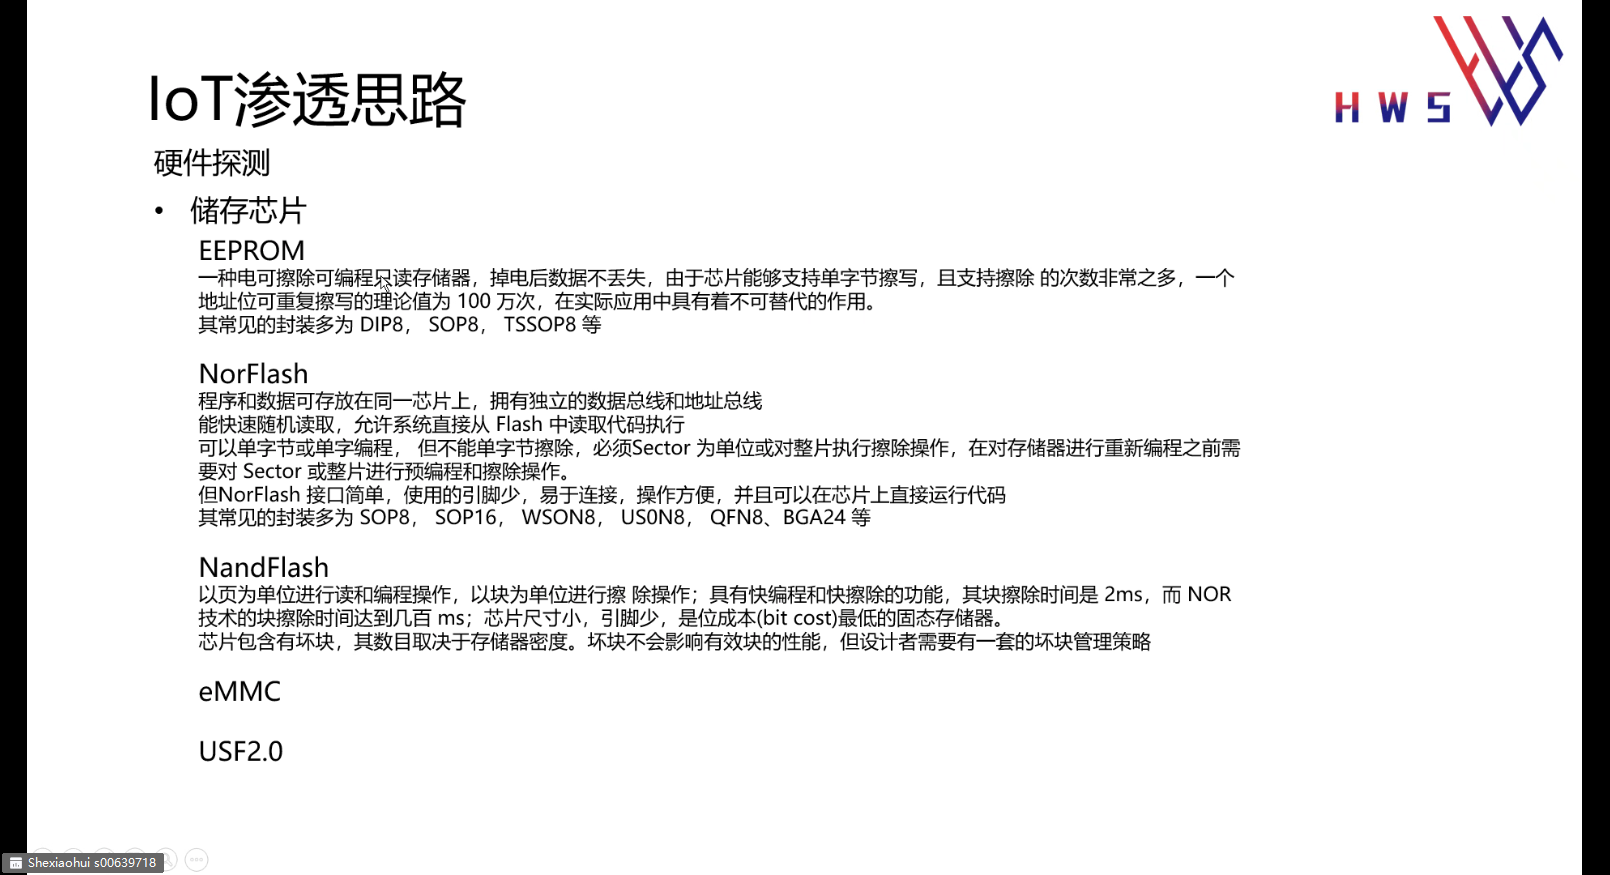 IoT渗透思路
HWS
硬件探测
• 储存芯片
EEPROM
一种电可擦除可编程只读存储器，掉电后数据不丢失，由于芯片能够支持单字节擦写，且支持擦除 的次数非常之多，一个
地址位可重复擦写的理论值为 100 万次，在实际应用中具有着不可替代的作用。
其常见的封装多为 DIP8， SOP8， TSSOP8 等
NorFlash
程序和数据可存放在同一芯片上，拥有独立的数据总线和地址总线
能快速随机读取，允许系统直接从 Flash 中读取代码执行
可以单字节或单字编程， 但不能单字节擦除，必须Sector 为单位或对整片执行擦除操作，在对存储器进行重新编程之前需
要对 Sector 或整片进行预编程和擦除操作。
但NorFlash 接口简单，使用的引脚少，易于连接，操作方便，并且可以在芯片上直接运行代码
其常见的封装多为 SOP8， SOP16， WSON8， US0N8， QFN8、BGA24 等
NandFlash
以页为单位进行读和编程操作，以块为单位进行擦 除操作；具有快编程和快擦除的功能，其块擦除时间是 2ms，而 NOR
技术的块擦除时间达到几百 ms；芯片尺寸小，引脚少，是位成本(bit cost)最低的固态存储器。
芯片包含有坏块，其数目取决于存储器密度。坏块不会影响有效块的性能，但设计者需要有一套的坏块管理策略
eMMC
USF2.0
Shexiaohui s00639718